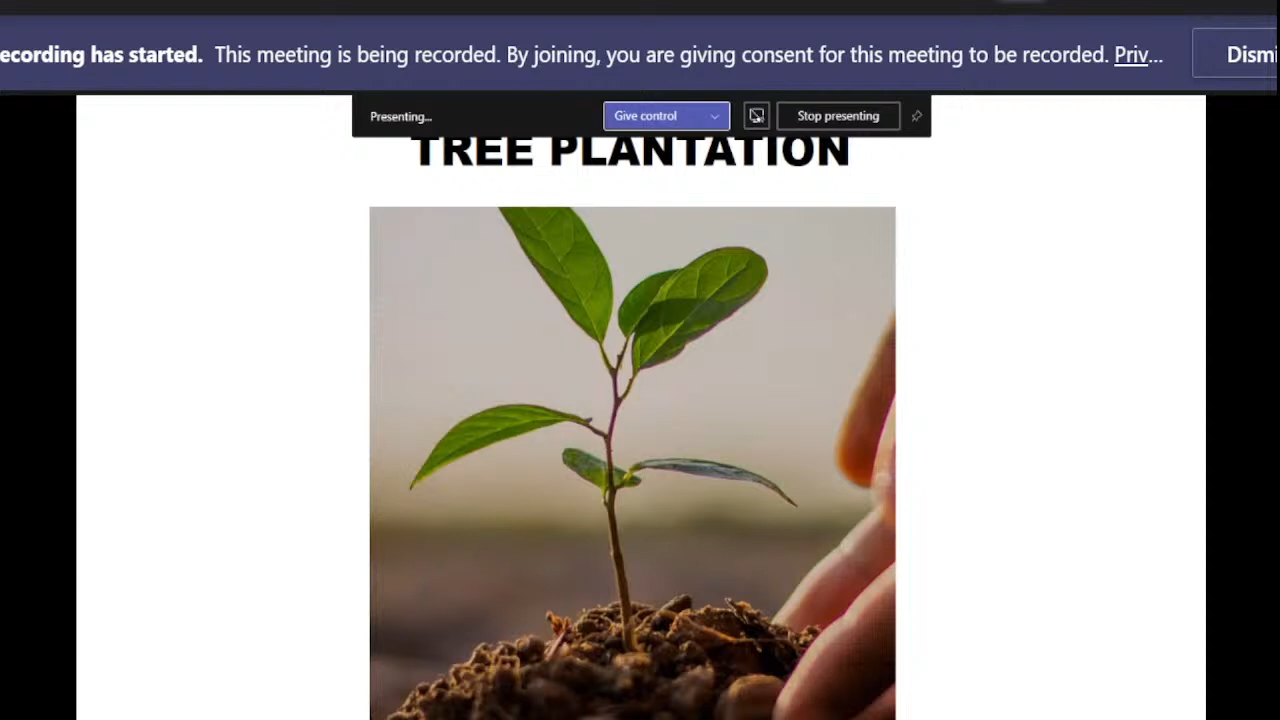 ecording has started. This meeting is being recorded. By joining, you are giving consent for this meeting to be recorded. Priv... Dismi
Presenting... Give control Stop presenting
TREE PLANTATION